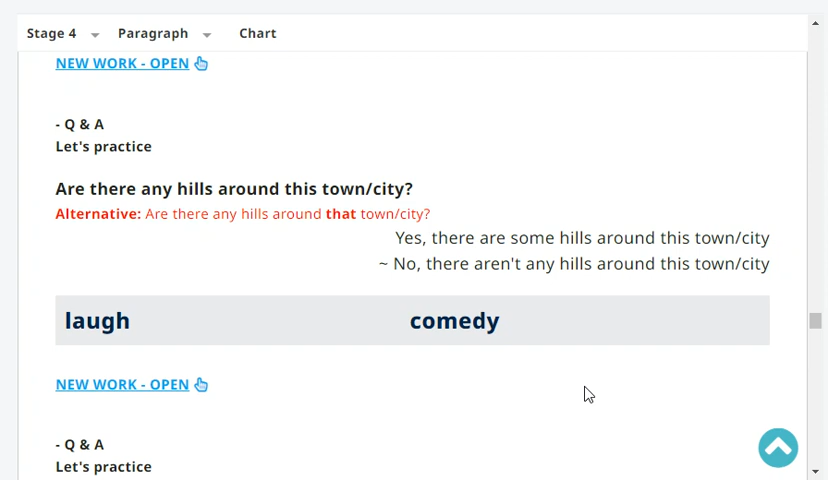 Stage 4 Paragraph Chart
NEW WORK - OPEN
- Q & A
Let's practice
Are there any hills around this town/city?
Alternative: Are there any hills around that town/city?
Yes, there are some hills around this town/city
~ No, there aren't any hills around this town/city
laugh comedy
NEW WORK - OPEN
- Q & A
Let's practice